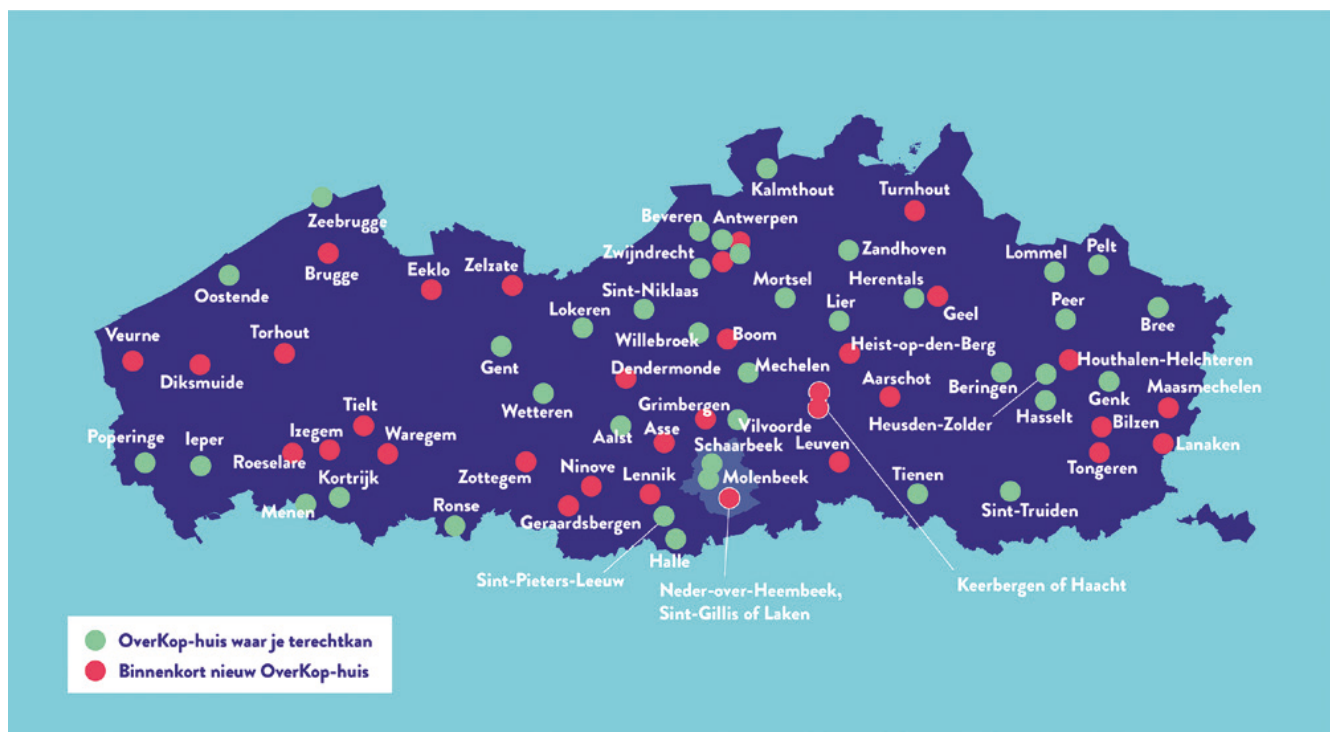 Kalmthout
Turnhout
Zeebrugge
Beveren
Antwerpen
Zwijndrecht
Zandhoven
Lommel
Pelt
Brugge
Eeklo
Zelzate
Oostende
Mortsel
Herentals
Sint-Niklaas
Lokeren
Lier
Geel
Peer
Bree
Veurne
Torhout
Willebroek
Boom
Heist-op-den-Berg
Houthalen-Helchteren
Diksmuide
Gent
Dendermonde
Mechelen
Aarschot
Beringen
Genk
Maasmechelen
Wetteren
Grimbergen
Hasselt
Tielt
Heusden-Zolder
Bilzen
Poperinge
Ieper
Izegem
Waregem
Aalst
Asse
Vilvoorde
Leuven
Lanaken
Roeselare
Schaarbeek
Tongeren
Kortrijk
Zottegem
Ninove
Lennik
Molenbeek
Tienen
Menen
Ronse
Geraardsbergen
Sint-Truiden
Halle
Sint-Pieters-Leeuw
Neder-over-Heembeek,
Sint-Gillis of Laken
Keerbergen of Haacht
OverKop-huis waar je terechtkan
Binnenkort nieuw OverKop-huis